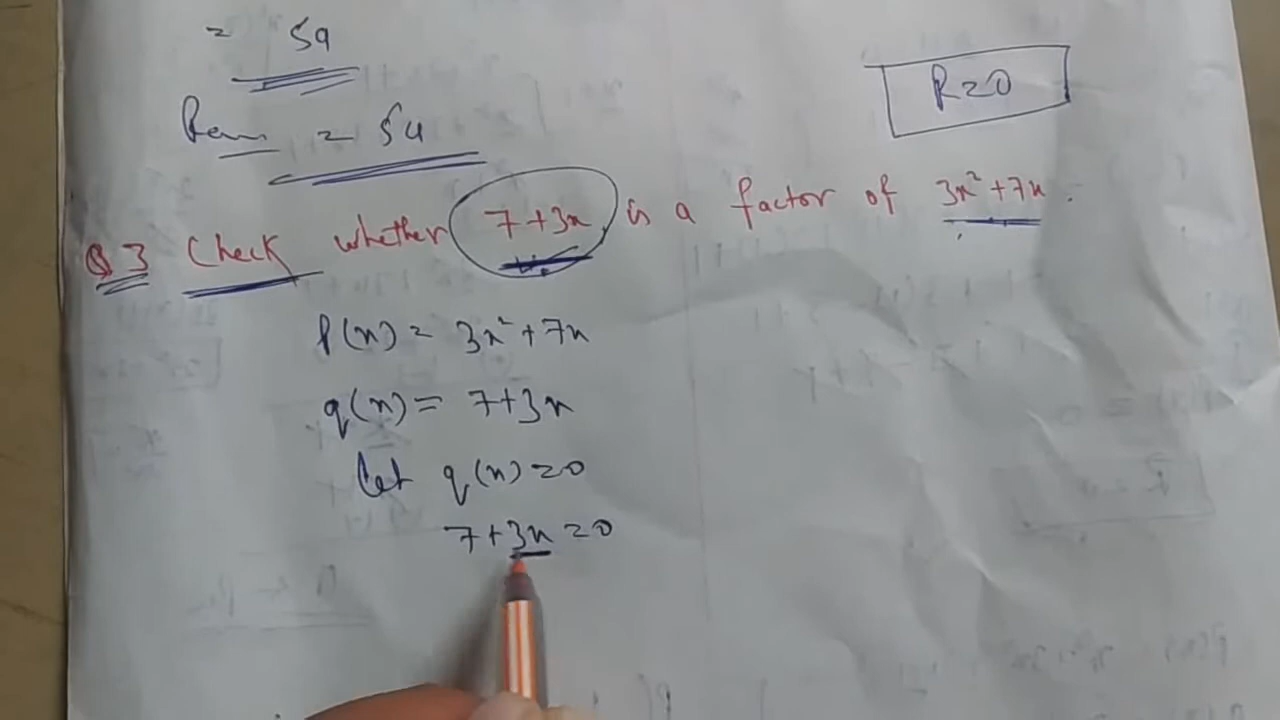 = 5a
R=0
Rem = 54
Q3 Check whether 7+3x is a factor of 3x²+7x.
p(x) = 3x²+7x
q(x) = 7+3x
Let q(x)=0
7+3x=0